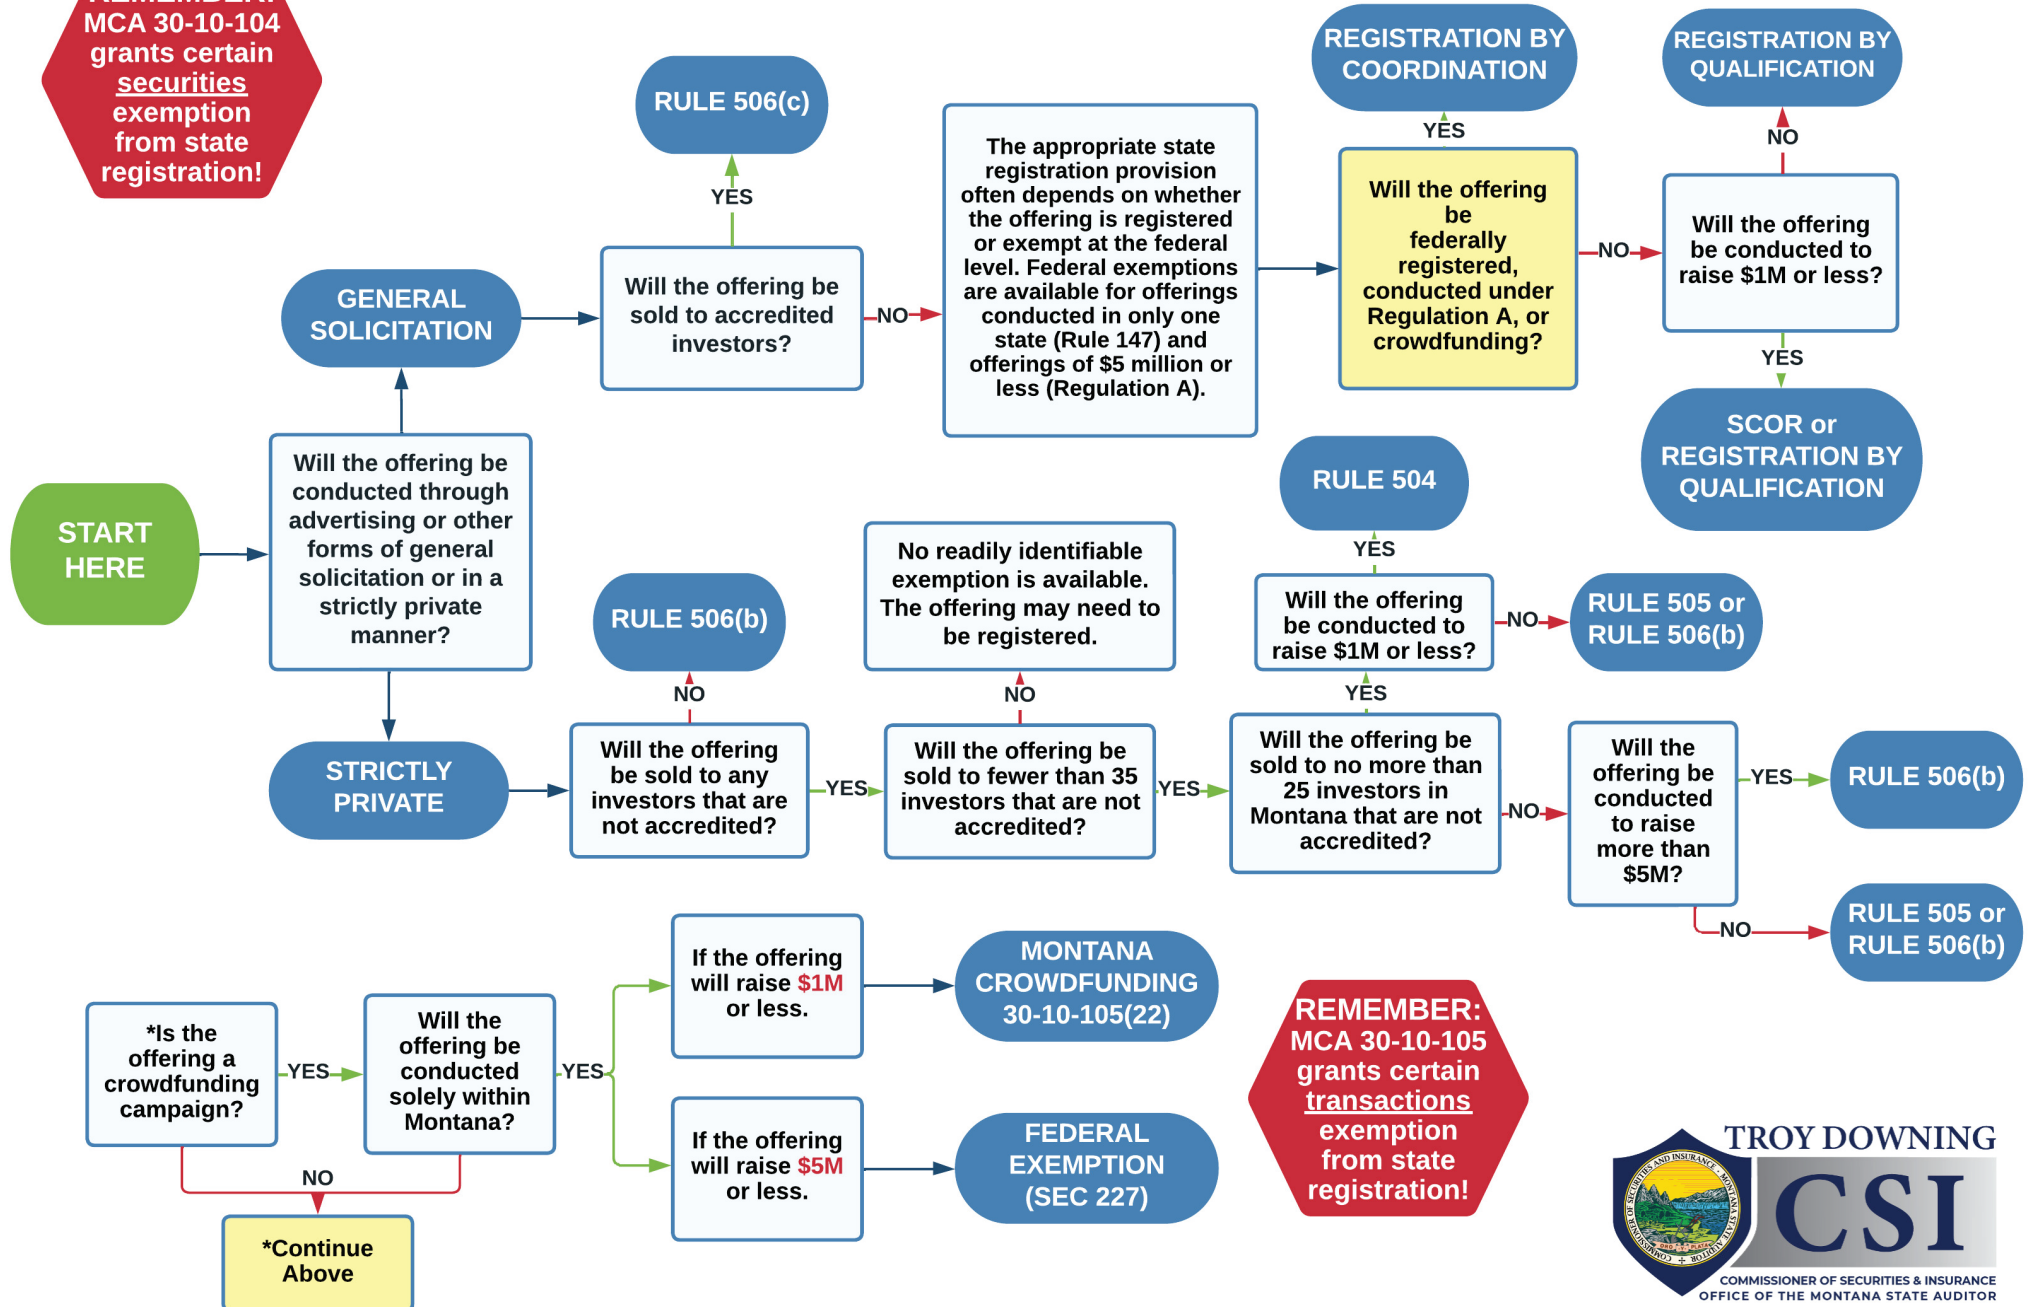 REMEMBER:
MCA 30-10-104
grants certain
securities
exemption
from state
registration!
RULE 506(c)
YES
Will the offering be
sold to accredited
investors?
NO
The appropriate state
registration provision
often depends on whether
the offering is registered
or exempt at the federal
level. Federal exemptions
are available for offerings
conducted in only one
state (Rule 147) and
offerings of $5 million or
less (Regulation A).
REGISTRATION BY
COORDINATION
YES
Will the offering
be
federally
registered,
conducted under
Regulation A, or
crowdfunding?
NO
REGISTRATION BY
QUALIFICATION
NO
Will the offering
be conducted to
raise $1M or less?
YES
SCOR or
REGISTRATION BY
QUALIFICATION
GENERAL
SOLICITATION
START
HERE
Will the offering be
conducted through
advertising or other
forms of general
solicitation or in a
strictly private
manner?
STRICTLY
PRIVATE
RULE 506(b)
NO
Will the offering
be sold to any
investors that are
not accredited?
YES
No readily identifiable
exemption is available.
The offering may need to
be registered.
NO
Will the offering be
sold to fewer than 35
investors that are not
accredited?
YES
RULE 504
YES
Will the offering
be conducted to
raise $1M or less?
NO
RULE 505 or
RULE 506(b)
YES
Will the offering be
sold to no more than
25 investors in
Montana that are not
accredited?
NO
Will the
offering be
conducted
to raise
more than
$5M?
YES
RULE 506(b)
NO
RULE 505 or
RULE 506(b)
*Is the
offering a
crowdfunding
campaign?
YES
Will the
offering be
conducted
solely within
Montana?
YES
NO
*Continue
Above
If the offering
will raise $1M
or less.
MONTANA
CROWDFUNDING
30-10-105(22)
If the offering
will raise $5M
or less.
FEDERAL
EXEMPTION
(SEC 227)
REMEMBER:
MCA 30-10-105
grants certain
transactions
exemption
from state
registration!
COMMISSIONER OF SECURITIES AND INSURANCE · MONTANA STATE AUDITOR
ORO Y PLATA
TROY DOWNING
CSI
COMMISSIONER OF SECURITIES & INSURANCE
OFFICE OF THE MONTANA STATE AUDITOR